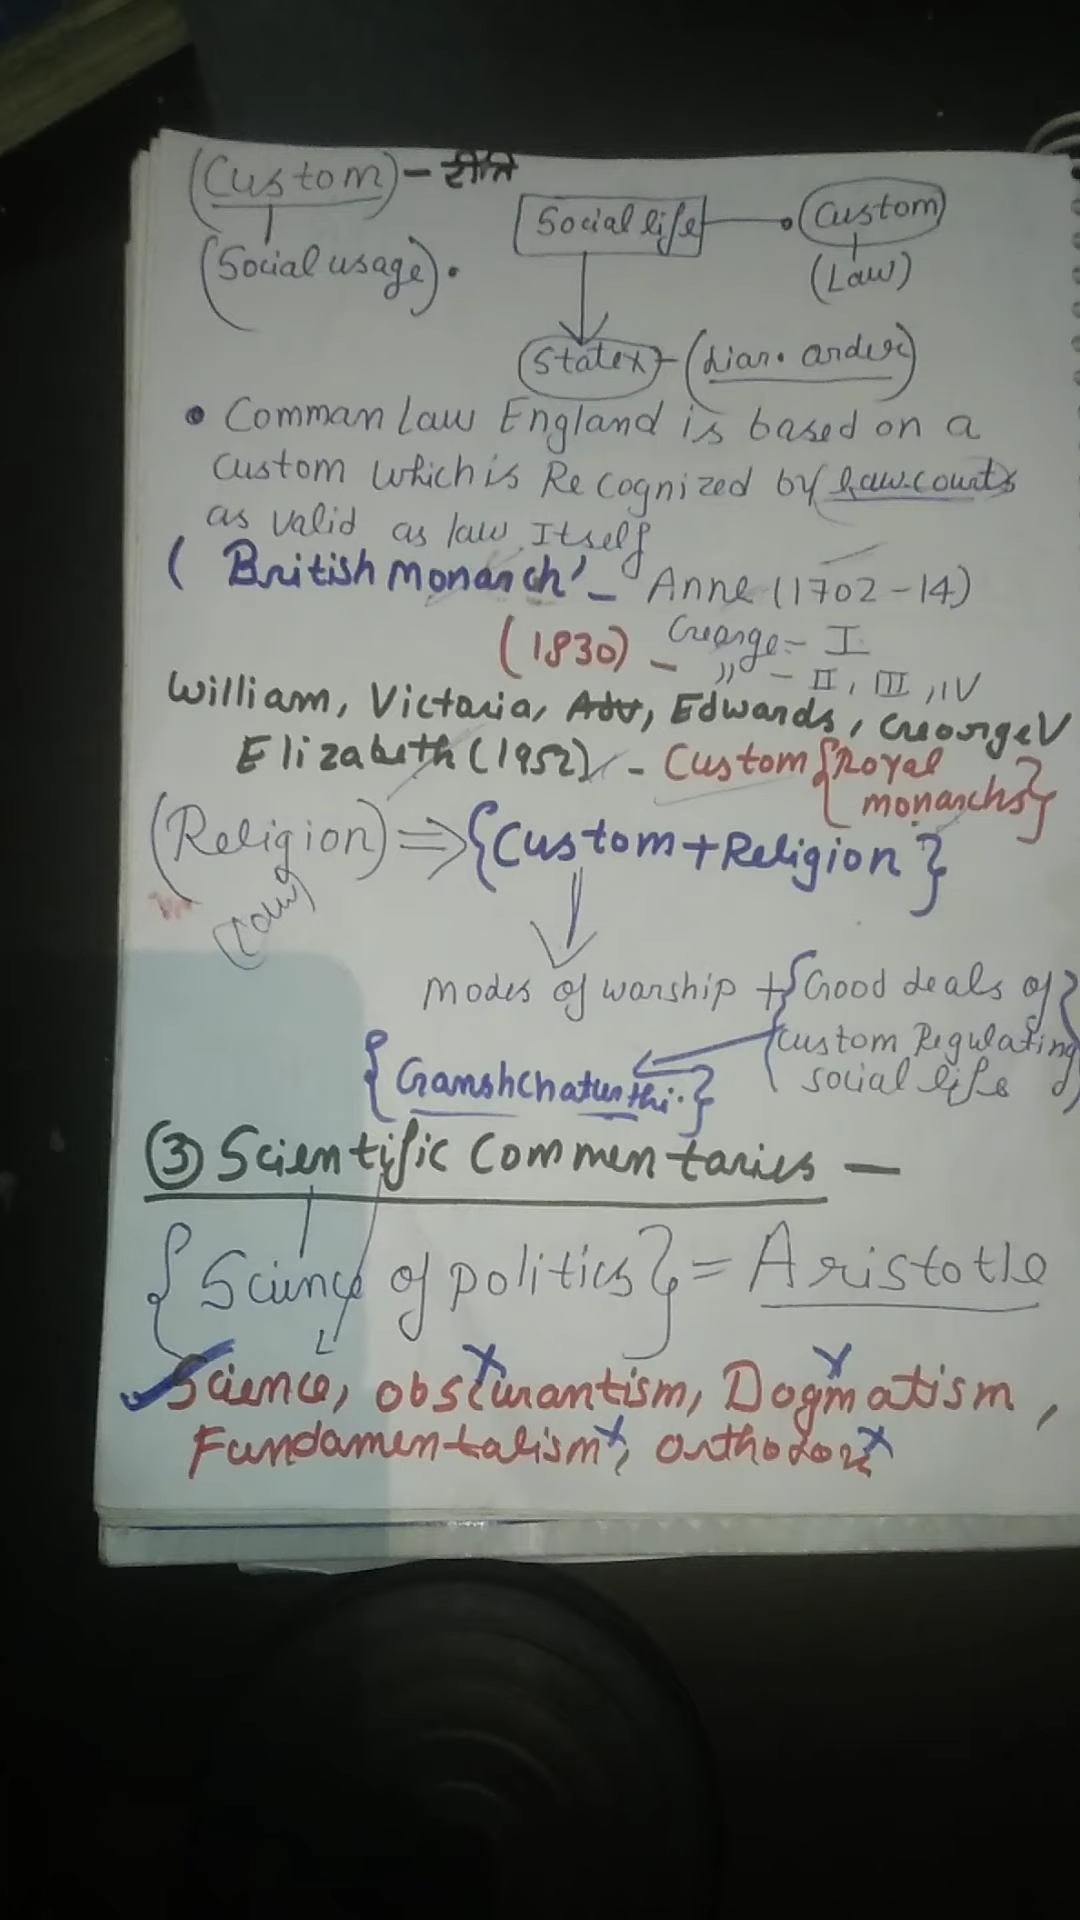 (Custom) - रीति
Social life
Custom
(Social usage).
(Law)
Statex - (Liar. arder)
• Comman Law England is based on a
custom which is Recognized by Law courts
as valid as law Itself
( British monarch' - Anne (1702-14)
(1830) - George - I
" - II, III, IV
William, Victoria, Edwards, George V
Elizabeth (1952) - Custom {Royal
monarchs}
(Religion) ⇒ {Custom + Religion}
(Law)
modes of warship + {Good deals of
custom Regulating
social life}
{Ganshchaturthi.}
③ Scientific Commentaries —
{Science of politics} = Aristotle
Science, obscurantism, Dogmatism,
Fundamentalism x, orthodox x